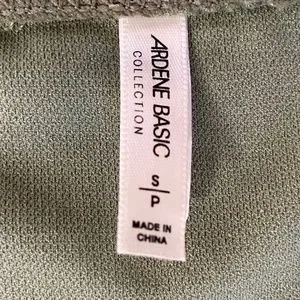 ARDENE BASIC
COLLECTION
S|P
MADE IN
CHINA